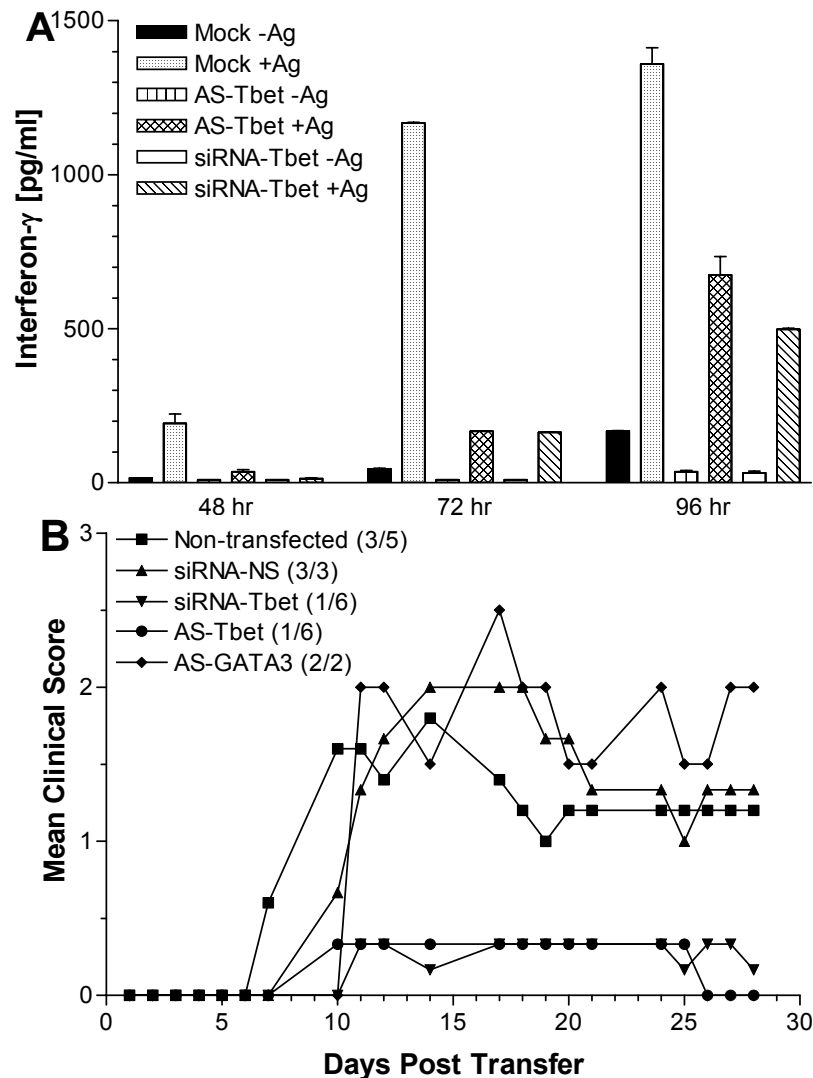 A
Mock -Ag
Mock +Ag
AS-Tbet -Ag
AS-Tbet +Ag
siRNA-Tbet -Ag
siRNA-Tbet +Ag
Interferon-γ [pg/ml]
1500
1000
500
0
48 hr
72 hr
96 hr
B
Non-transfected (3/5)
siRNA-NS (3/3)
siRNA-Tbet (1/6)
AS-Tbet (1/6)
AS-GATA3 (2/2)
Mean Clinical Score
3
2
1
0
0
5
10
15
20
25
30
Days Post Transfer